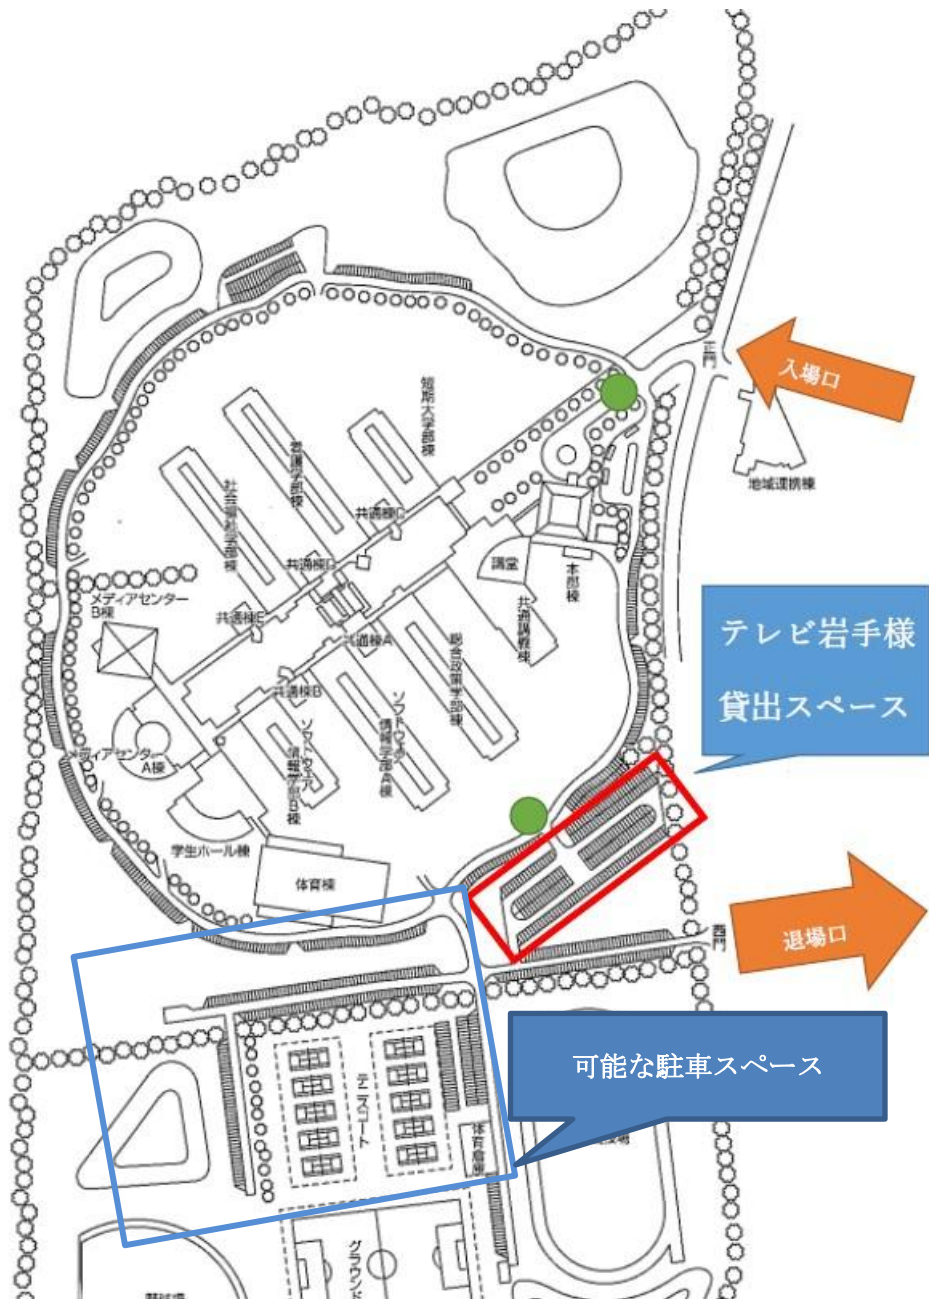 正門
入場口
地域連携棟
短期大学部棟
看護学部棟
社会福祉学部棟
共通棟C
共通棟D
講堂
本部棟
メディアセンター
B棟
共通棟E
共通棟A
共通講義棟
総合政策学部棟
テレビ岩手様
貸出スペース
共通棟B
ソフトウェア
情報学部A棟
ソフトウェア
情報学部B棟
メディアセンター
A棟
学生ホール棟
体育棟
西門
退場口
可能な駐車スペース
テニスコート
体育倉庫
グラウンド